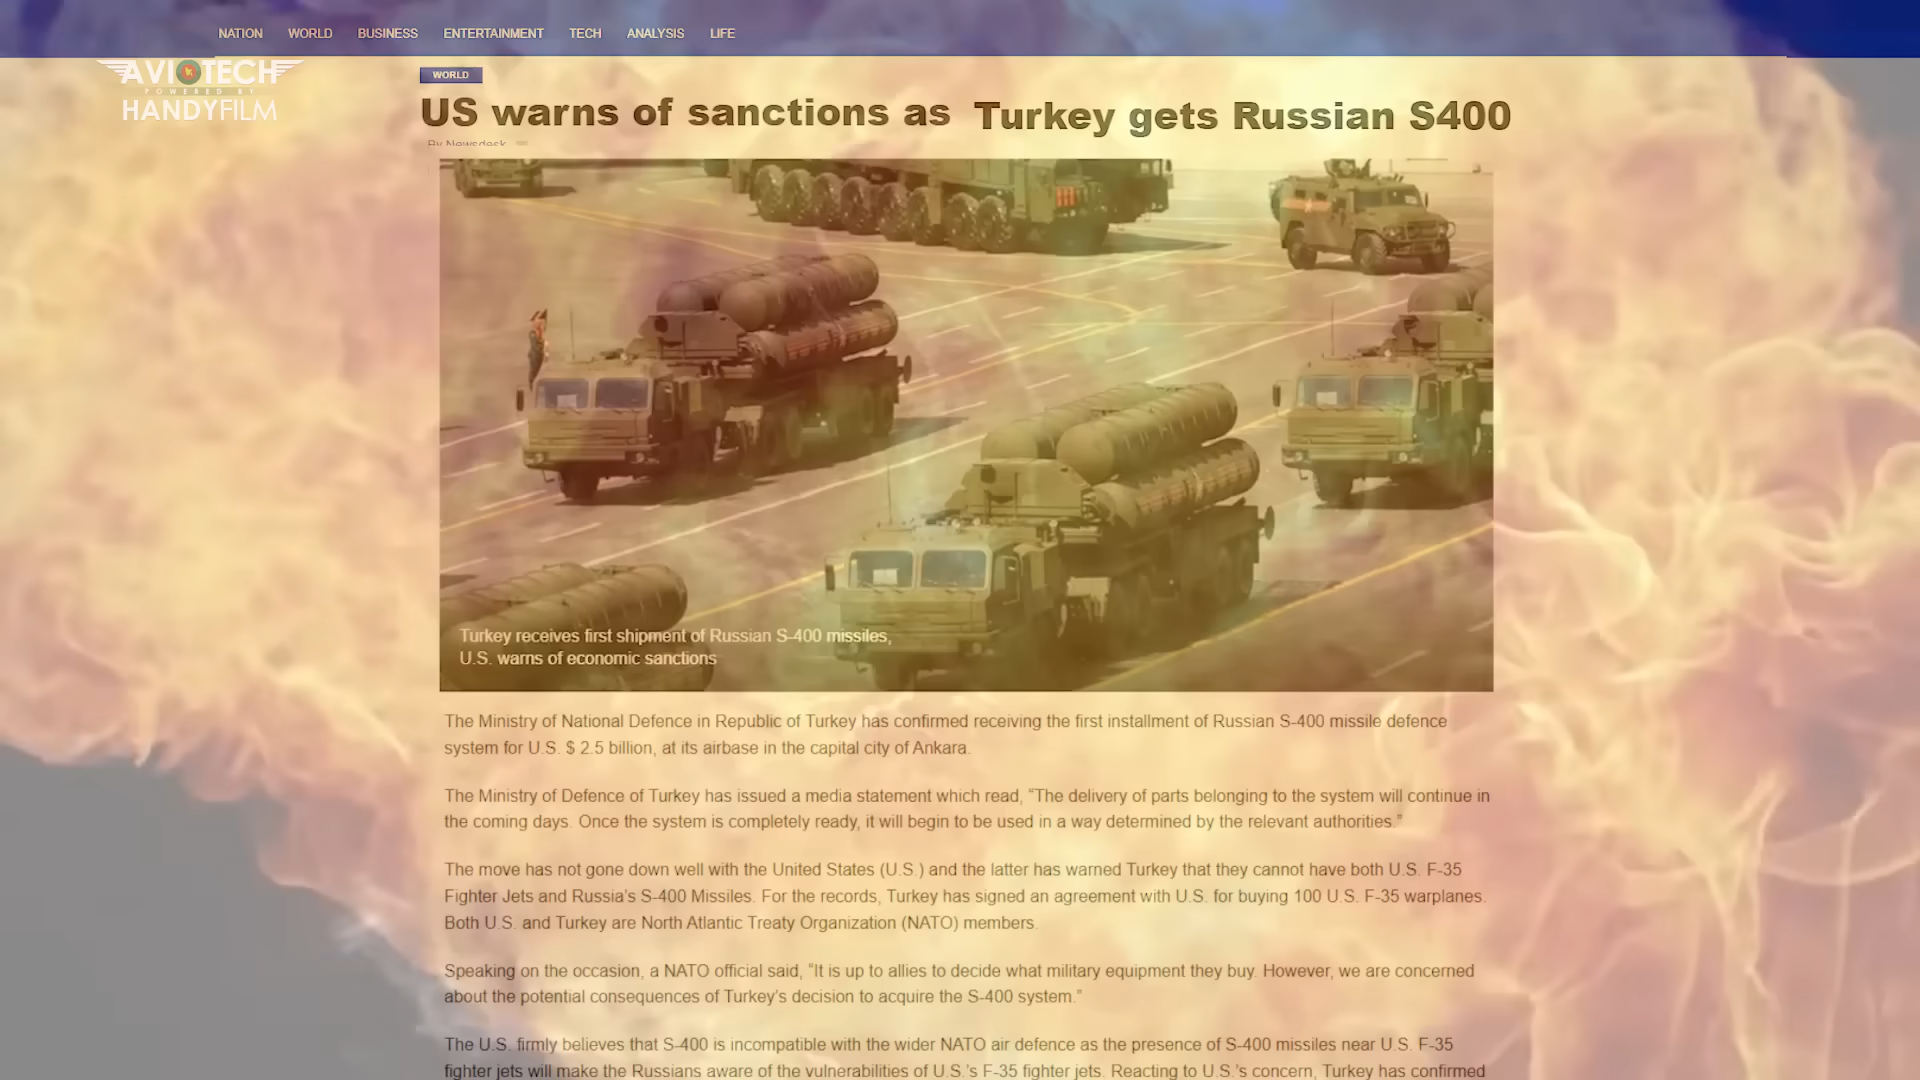 NATION WORLD BUSINESS ENTERTAINMENT TECH ANALYSIS LIFE
AVIOTECH
POWERED BY
HANDYFILM
WORLD
US warns of sanctions as Turkey gets Russian S400
By Newsdesk
Turkey receives first shipment of Russian S-400 missiles,
U.S. warns of economic sanctions
The Ministry of National Defence in Republic of Turkey has confirmed receiving the first installment of Russian S-400 missile defence
system for U.S. $ 2.5 billion, at its airbase in the capital city of Ankara.
The Ministry of Defence of Turkey has issued a media statement which read, “The delivery of parts belonging to the system will continue in
the coming days. Once the system is completely ready, it will begin to be used in a way determined by the relevant authorities.”
The move has not gone down well with the United States (U.S.) and the latter has warned Turkey that they cannot have both U.S. F-35
Fighter Jets and Russia’s S-400 Missiles. For the records, Turkey has signed an agreement with U.S. for buying 100 U.S. F-35 warplanes.
Both U.S. and Turkey are North Atlantic Treaty Organization (NATO) members.
Speaking on the occasion, a NATO official said, “It is up to allies to decide what military equipment they buy. However, we are concerned
about the potential consequences of Turkey’s decision to acquire the S-400 system.”
The U.S. firmly believes that S-400 is incompatible with the wider NATO air defence as the presence of S-400 missiles near U.S. F-35
fighter jets will make the Russians aware of the vulnerabilities of U.S.’s F-35 fighter jets. Reacting to U.S.’s concern, Turkey has confirmed